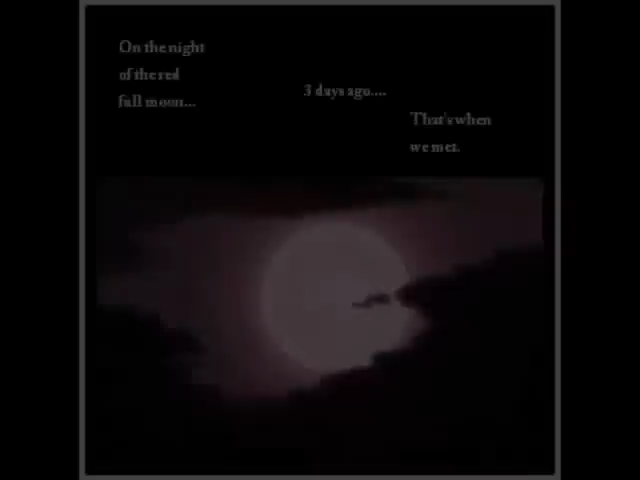 On the night
of the red
full moon...
3 days ago....
That's when
we met.